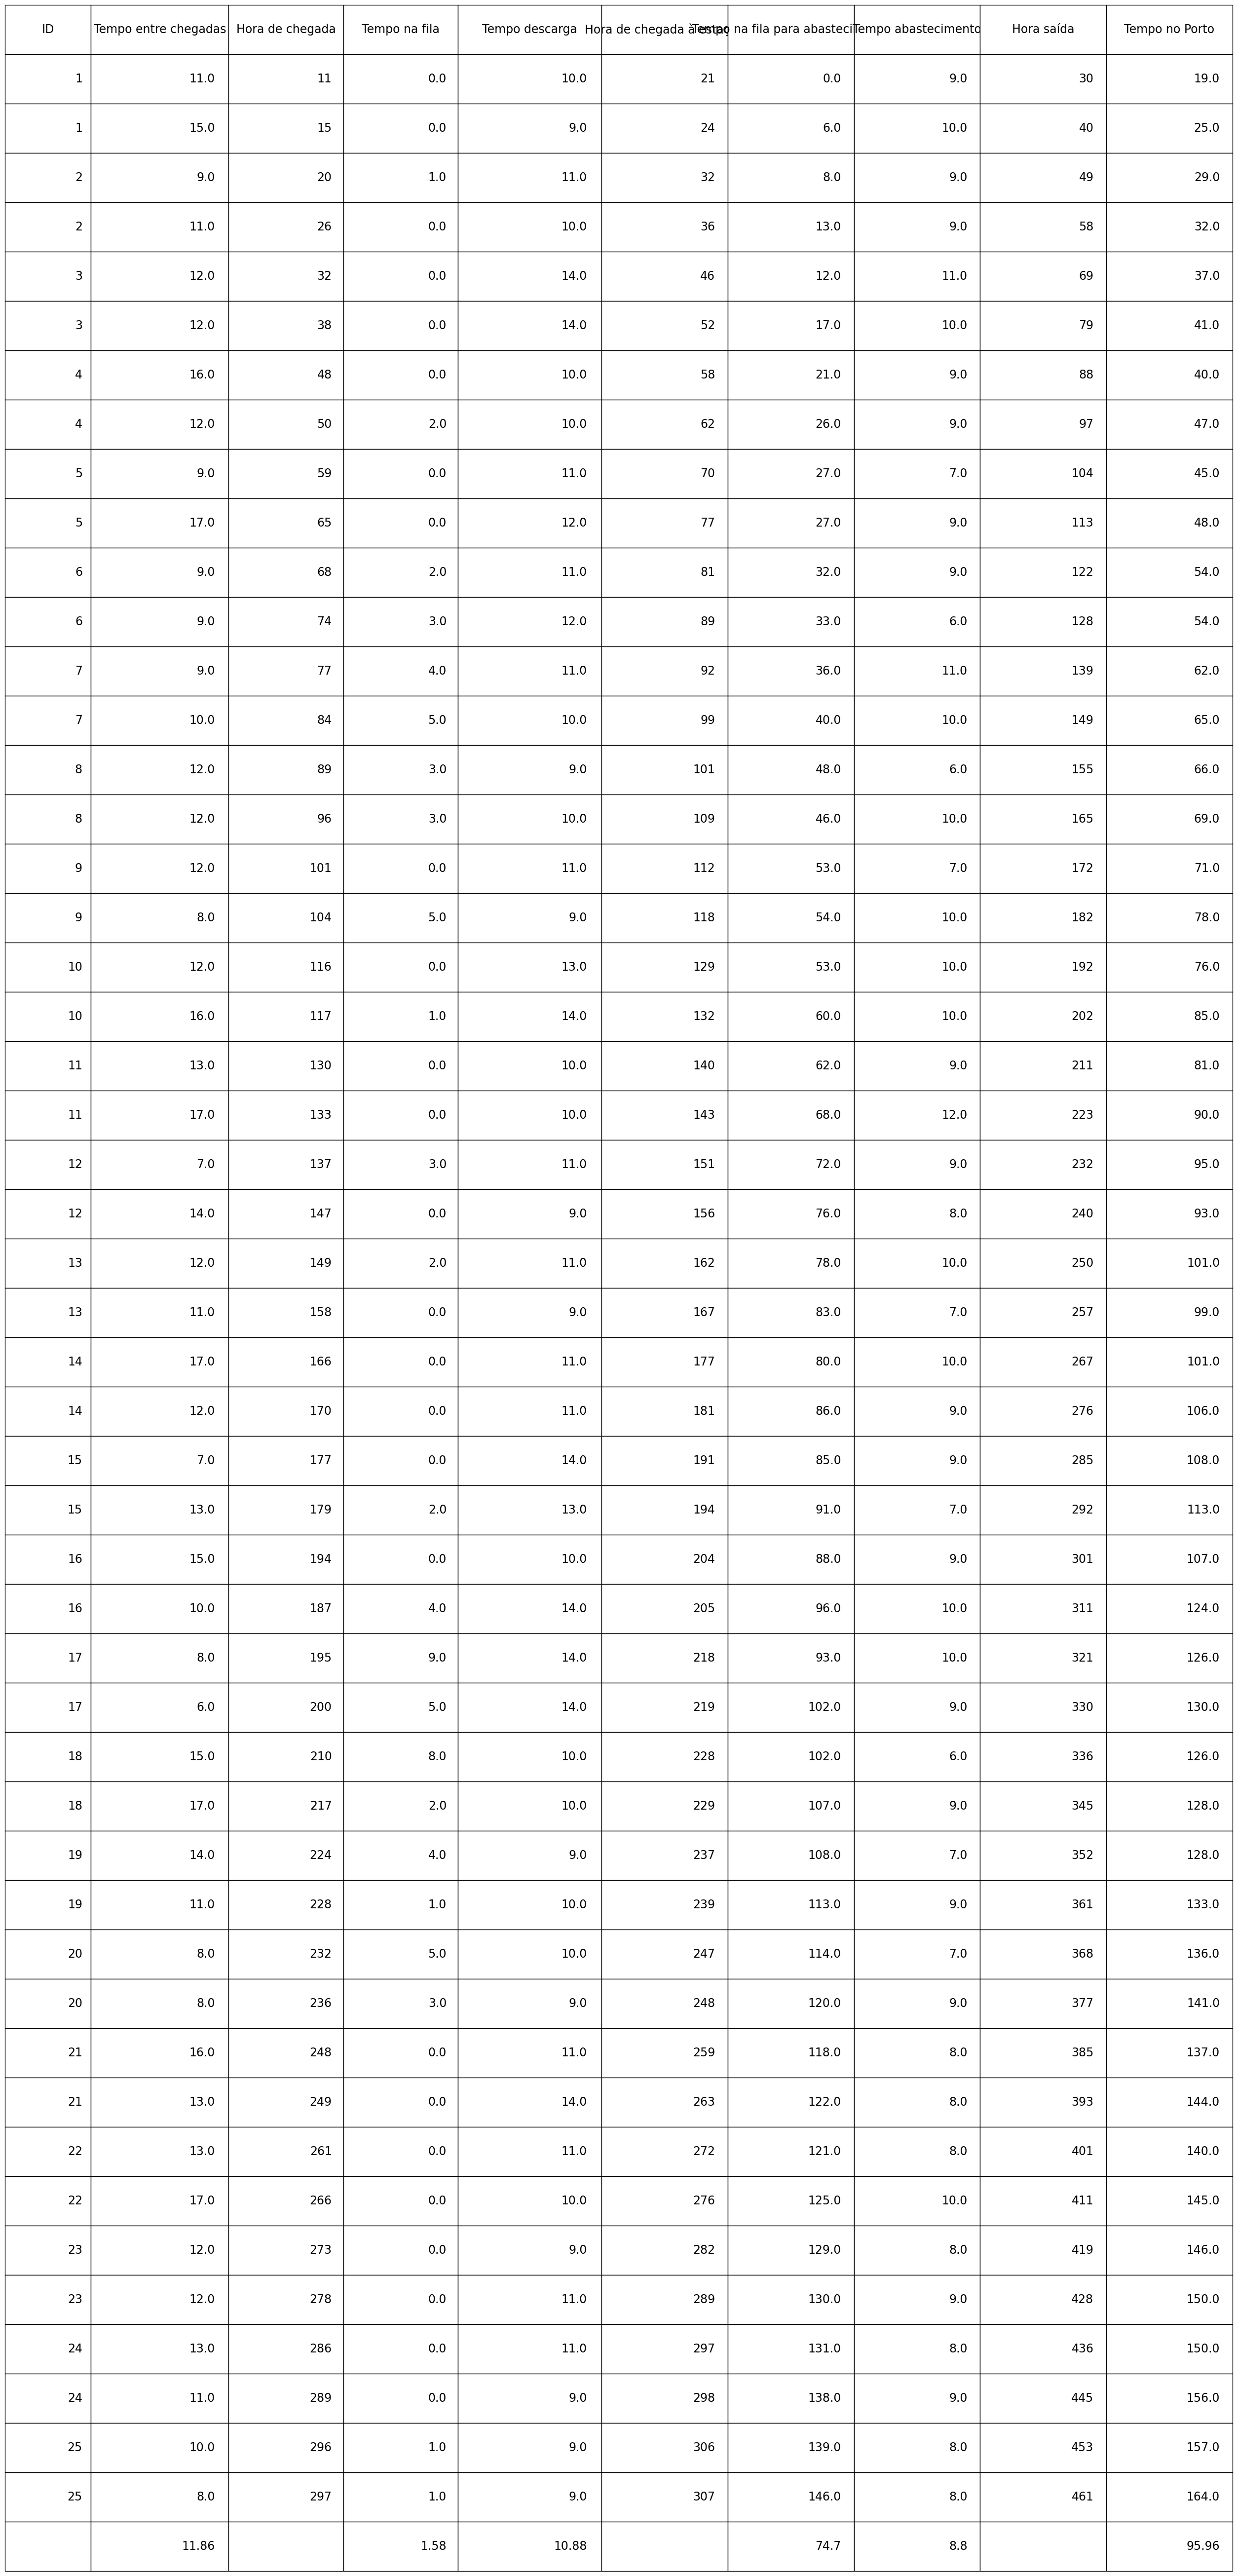 ID Tempo entre chegadas Hora de chegada Tempo na fila Tempo descarga Hora de chegada à Tempo na fila para abasteci Tempo abastecimento Hora saída Tempo no Porto
1 11.0 11 0.0 10.0 21 0.0 9.0 30 19.0
1 15.0 15 0.0 9.0 24 6.0 10.0 40 25.0
2 9.0 20 1.0 11.0 32 8.0 9.0 49 29.0
2 11.0 26 0.0 10.0 36 13.0 9.0 58 32.0
3 12.0 32 0.0 14.0 46 12.0 11.0 69 37.0
3 12.0 38 0.0 14.0 52 17.0 10.0 79 41.0
4 16.0 48 0.0 10.0 58 21.0 9.0 88 40.0
4 12.0 50 2.0 10.0 62 26.0 9.0 97 47.0
5 9.0 59 0.0 11.0 70 27.0 7.0 104 45.0
5 17.0 65 0.0 12.0 77 27.0 9.0 113 48.0
6 9.0 68 2.0 11.0 81 32.0 9.0 122 54.0
6 9.0 74 3.0 12.0 89 33.0 6.0 128 54.0
7 9.0 77 4.0 11.0 92 36.0 11.0 139 62.0
7 10.0 84 5.0 10.0 99 40.0 10.0 149 65.0
8 12.0 89 3.0 9.0 101 48.0 6.0 155 66.0
8 12.0 96 3.0 10.0 109 46.0 10.0 165 69.0
9 12.0 101 0.0 11.0 112 53.0 7.0 172 71.0
9 8.0 104 5.0 9.0 118 54.0 10.0 182 78.0
10 12.0 116 0.0 13.0 129 53.0 10.0 192 76.0
10 16.0 117 1.0 14.0 132 60.0 10.0 202 85.0
11 13.0 130 0.0 10.0 140 62.0 9.0 211 81.0
11 17.0 133 0.0 10.0 143 68.0 12.0 223 90.0
12 7.0 137 3.0 11.0 151 72.0 9.0 232 95.0
12 14.0 147 0.0 9.0 156 76.0 8.0 240 93.0
13 12.0 149 2.0 11.0 162 78.0 10.0 250 101.0
13 11.0 158 0.0 9.0 167 83.0 7.0 257 99.0
14 17.0 166 0.0 11.0 177 80.0 10.0 267 101.0
14 12.0 170 0.0 11.0 181 86.0 9.0 276 106.0
15 7.0 177 0.0 14.0 191 85.0 9.0 285 108.0
15 13.0 179 2.0 13.0 194 91.0 7.0 292 113.0
16 15.0 194 0.0 10.0 204 88.0 9.0 301 107.0
16 10.0 187 4.0 14.0 205 96.0 10.0 311 124.0
17 8.0 195 9.0 14.0 218 93.0 10.0 321 126.0
17 6.0 200 5.0 14.0 219 102.0 9.0 330 130.0
18 15.0 210 8.0 10.0 228 102.0 6.0 336 126.0
18 17.0 217 2.0 10.0 229 107.0 9.0 345 128.0
19 14.0 224 4.0 9.0 237 108.0 7.0 352 128.0
19 11.0 228 1.0 10.0 239 113.0 9.0 361 133.0
20 8.0 232 5.0 10.0 247 114.0 7.0 368 136.0
20 8.0 236 3.0 9.0 248 120.0 9.0 377 141.0
21 16.0 248 0.0 11.0 259 118.0 8.0 385 137.0
21 13.0 249 0.0 14.0 263 122.0 8.0 393 144.0
22 13.0 261 0.0 11.0 272 121.0 8.0 401 140.0
22 17.0 266 0.0 10.0 276 125.0 10.0 411 145.0
23 12.0 273 0.0 9.0 282 129.0 8.0 419 146.0
23 12.0 278 0.0 11.0 289 130.0 9.0 428 150.0
24 13.0 286 0.0 11.0 297 131.0 8.0 436 150.0
24 11.0 289 0.0 9.0 298 138.0 9.0 445 156.0
25 10.0 296 1.0 9.0 306 139.0 8.0 453 157.0
25 8.0 297 1.0 9.0 307 146.0 8.0 461 164.0
11.86 1.58 10.88 74.7 8.8 95.96